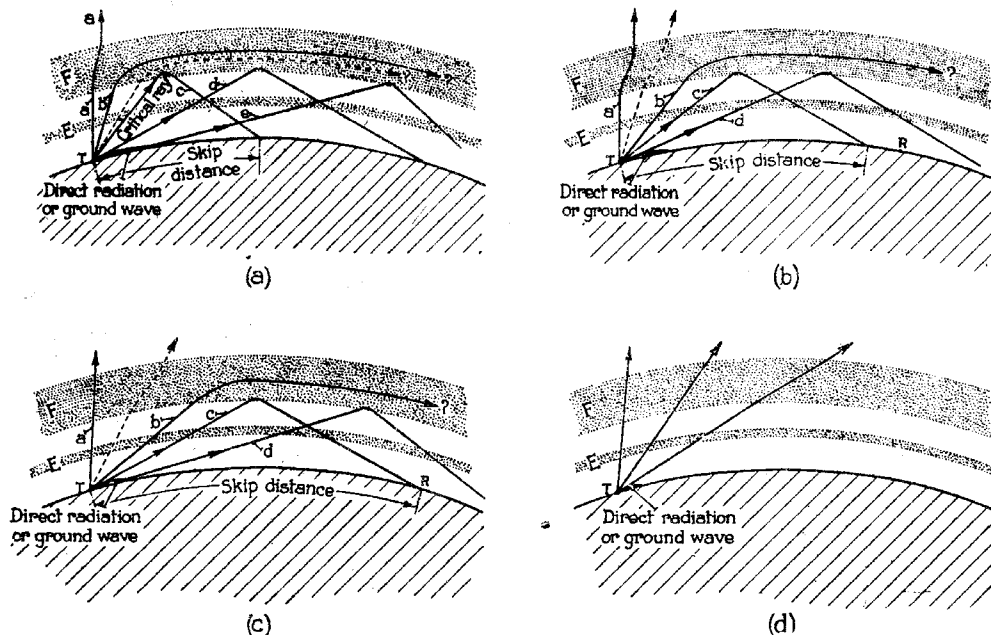 a
F
a
b
Critical ray
c
d
?
?
E
e
T
Skip
distance
Direct radiation
or ground wave
(a)
F
a
b
c
d
?
E
T
R
Skip distance
Direct radiation
or ground wave
(b)
F
a
b
c
d
?
E
T
R
Skip distance
Direct radiation
or ground wave
(c)
F
E
T
Direct radiation
or ground wave
(d)